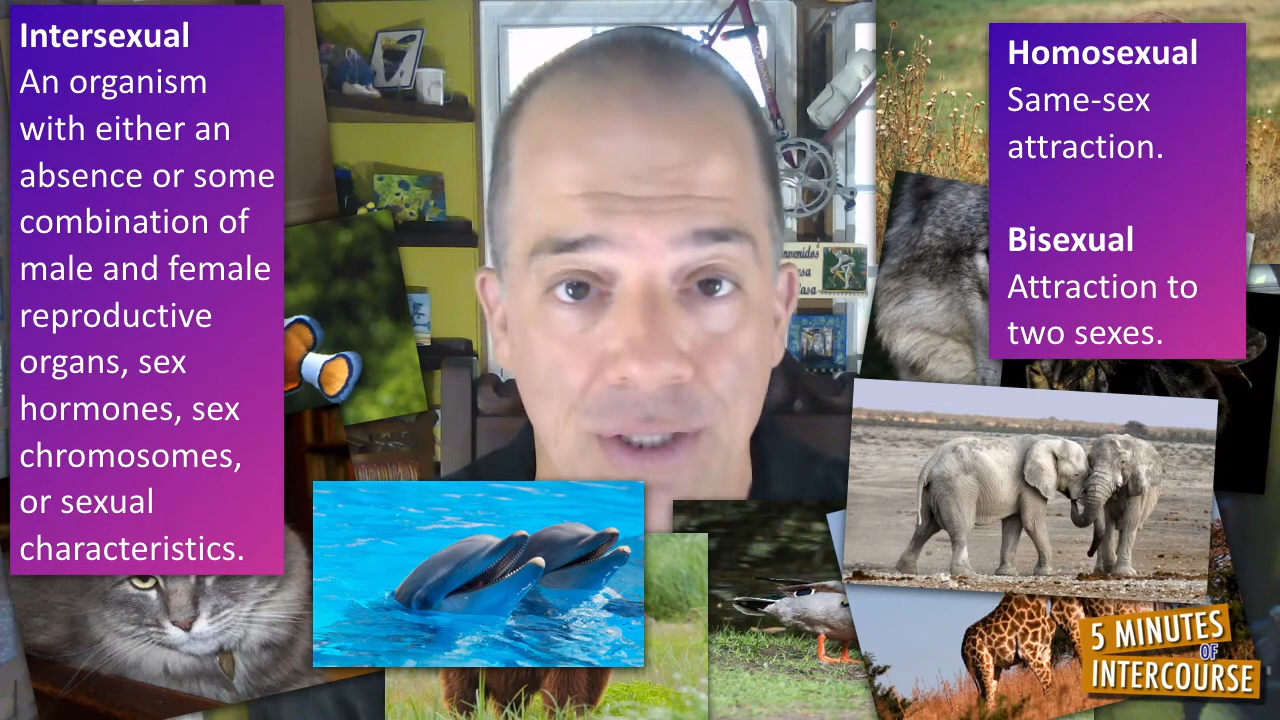 Intersexual
An organism
with either an
absence or some
combination of
male and female
reproductive
organs, sex
hormones, sex
chromosomes,
or sexual
characteristics.
Homosexual
Same-sex
attraction.
Bisexual
Attraction to
two sexes.
5 MINUTES
OF
INTERCOURSE